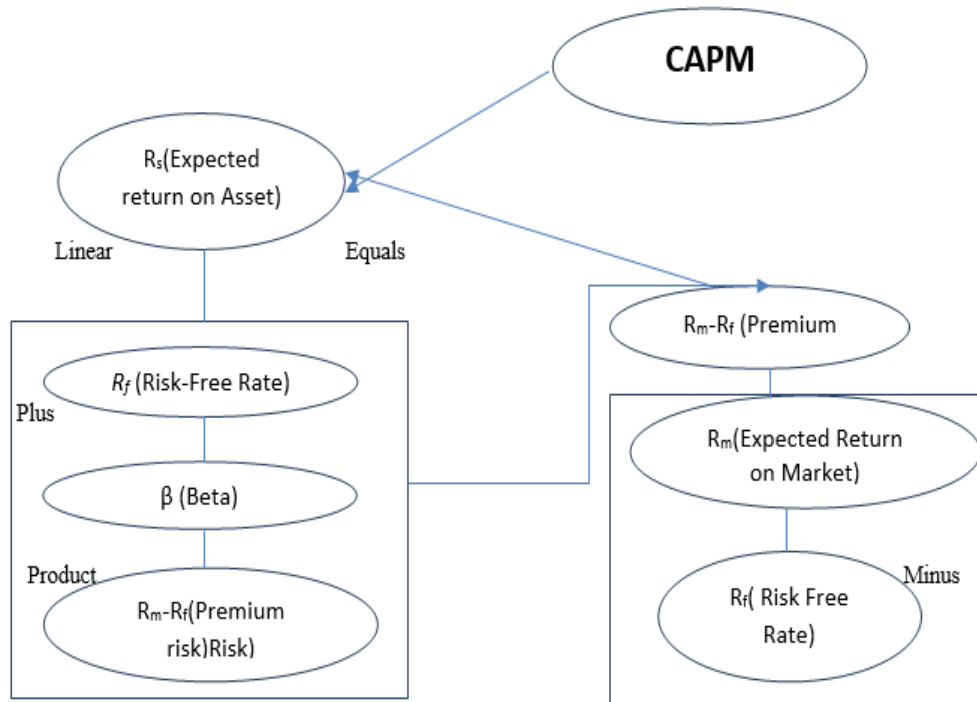 CAPM
Rs(Expected
return on Asset)
Linear
Equals
Rm-Rf (Premium
Rf (Risk-Free Rate)
Plus
β (Beta)
Product
Rm-Rf(Premium
risk)Risk)
Rm(Expected Return
on Market)
Rf( Risk Free
Rate)
Minus